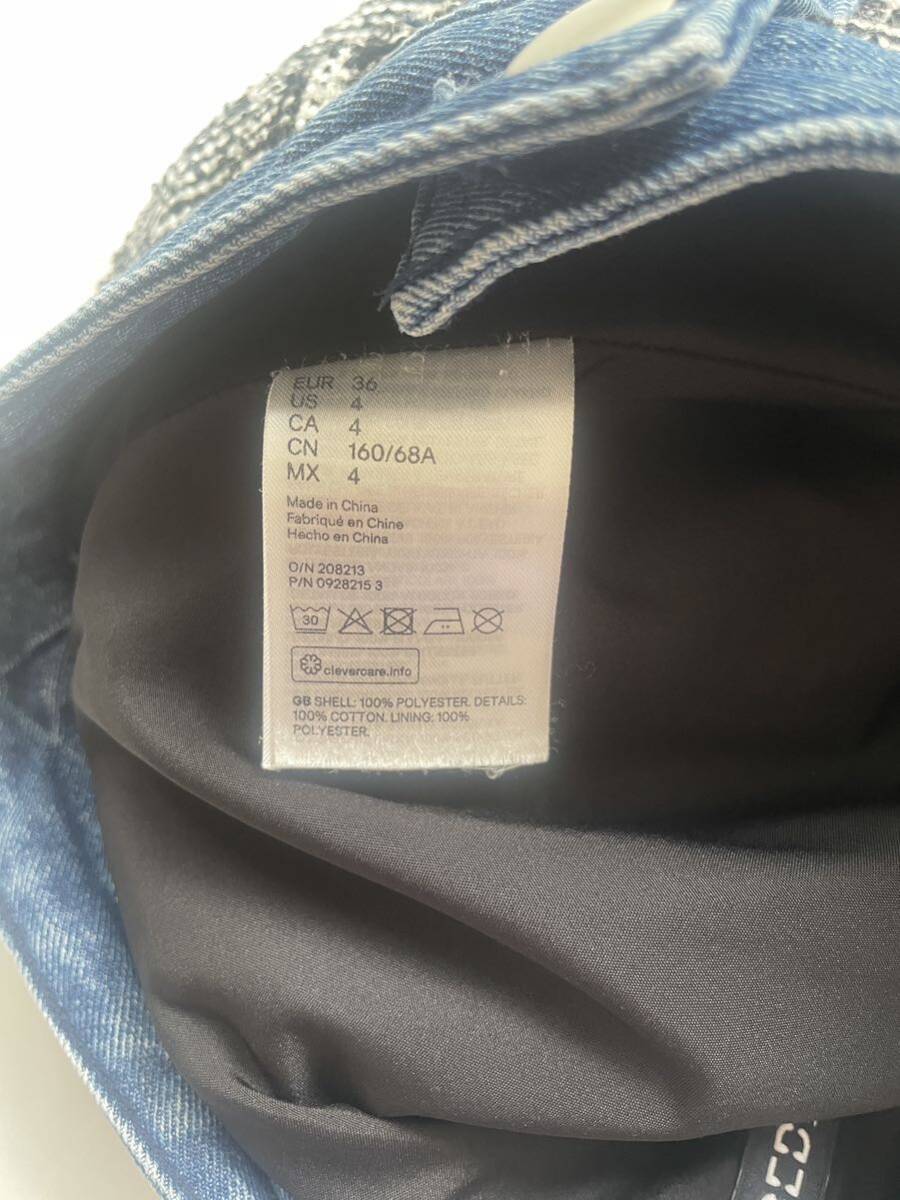 EUR 36
US 4
CA 4
CN 160/68A
MX 4
Made in China
Fabriqué en Chine
Hecho en China
O/N 208213
P/N 0928215 3
30
clevercare.info
GB SHELL: 100% POLYESTER. DETAILS:
100% COTTON. LINING: 100%
POLYESTER.